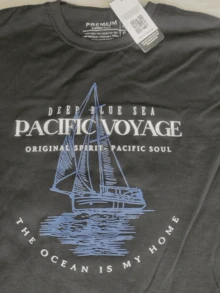 PREMIUM
DEEP BLUE SEA
PACIFIC VOYAGE
ORIGINAL SPIRIT - PACIFIC SOUL
THE OCEAN IS MY HOME